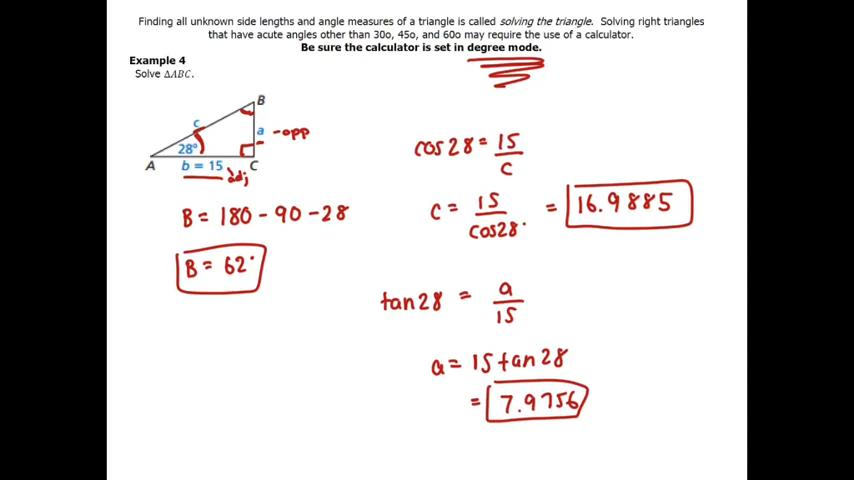 Finding all unknown side lengths and angle measures of a triangle is called solving the triangle. Solving right triangles
that have acute angles other than 30o, 45o, and 60o may require the use of a calculator.
Be sure the calculator is set in degree mode.
Example 4
Solve ΔABC.
B
c
a -opp
28°
A b = 15 C
adj
B = 180 - 90 - 28
B = 62°
cos 28 = 15/c
c = 15/cos 28° = 16.9885
tan 28 = a/15
a = 15 tan 28
= 7.9756